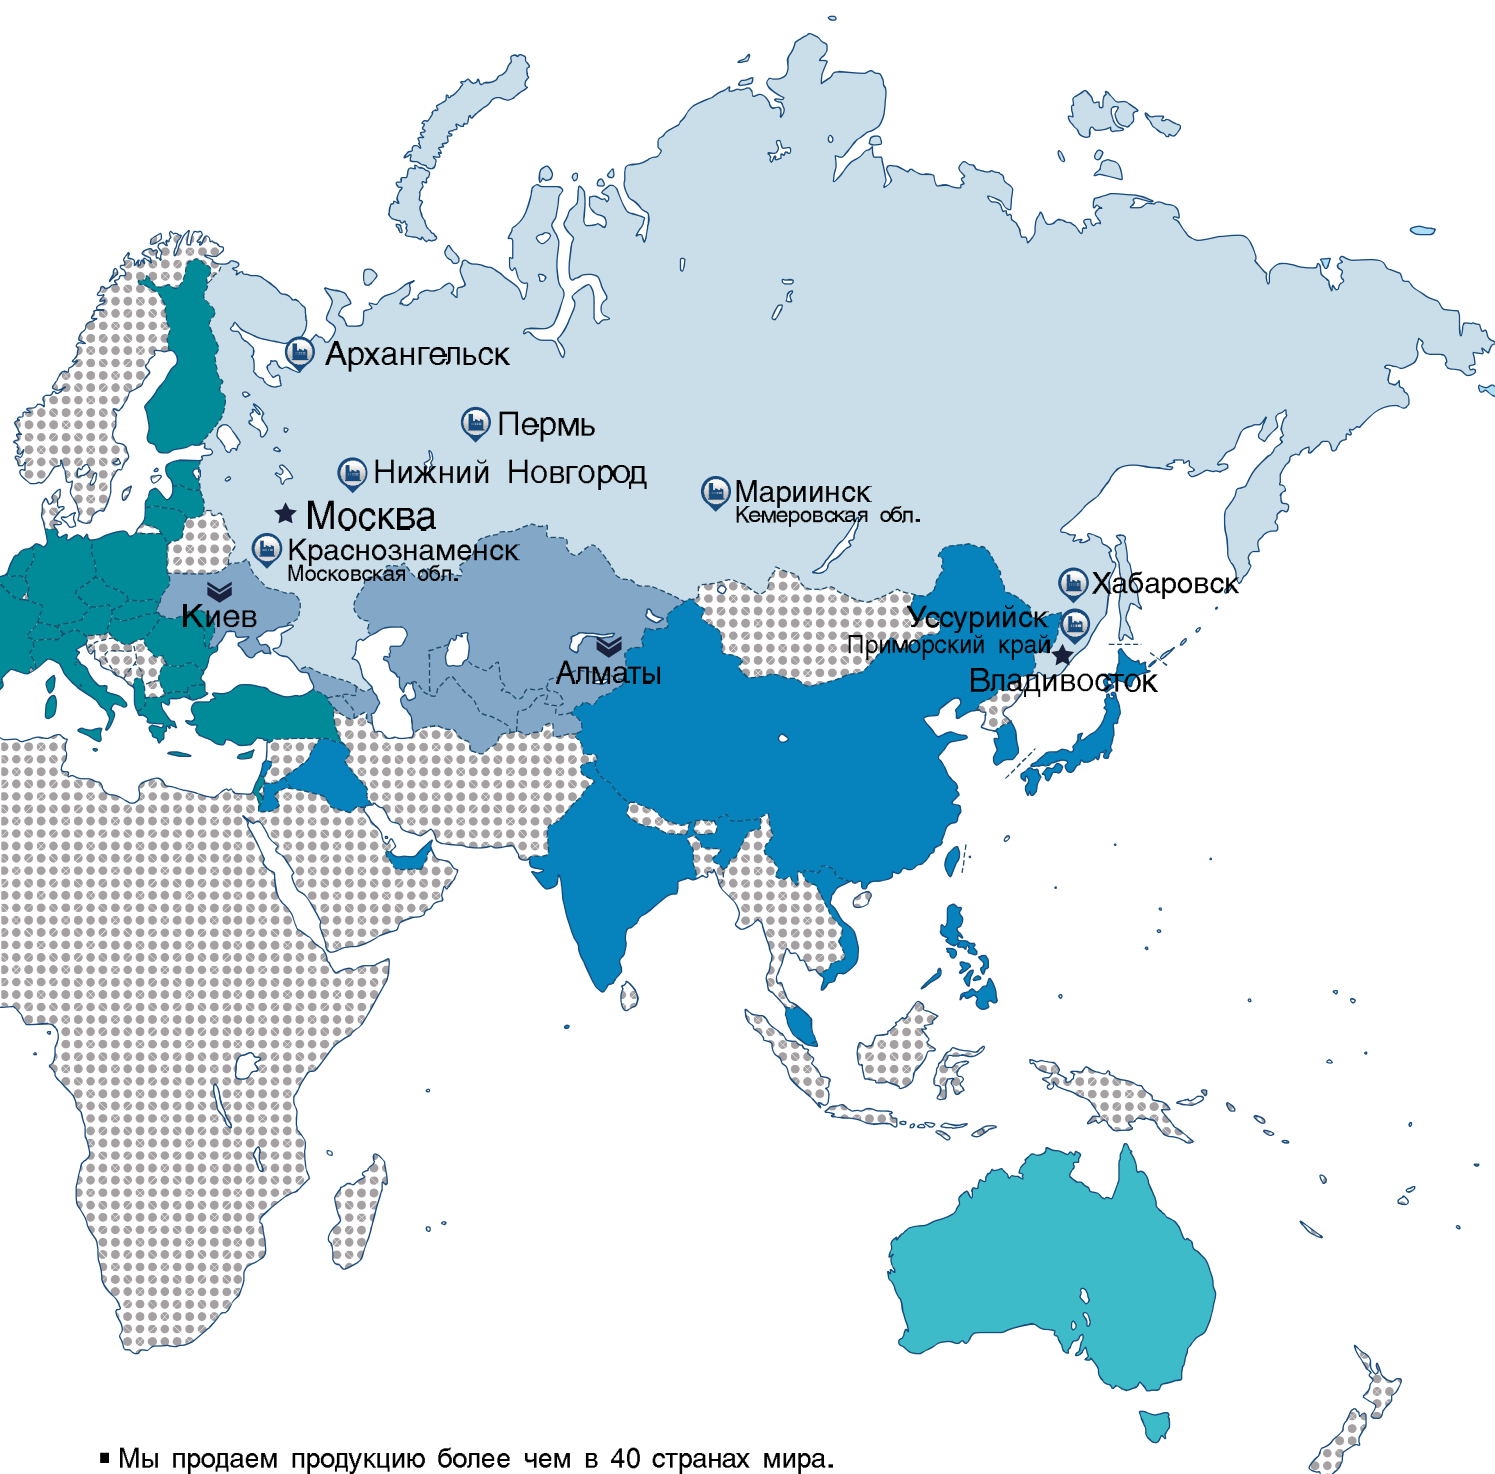 Архангельск
Пермь
Нижний Новгород
Мариинск
Кемеровская обл.
Москва
Краснознаменск
Московская обл.
Хабаровск
Киев
Уссурийск
Приморский край
Алматы
Владивосток
Мы продаем продукцию более чем в 40 странах мира.